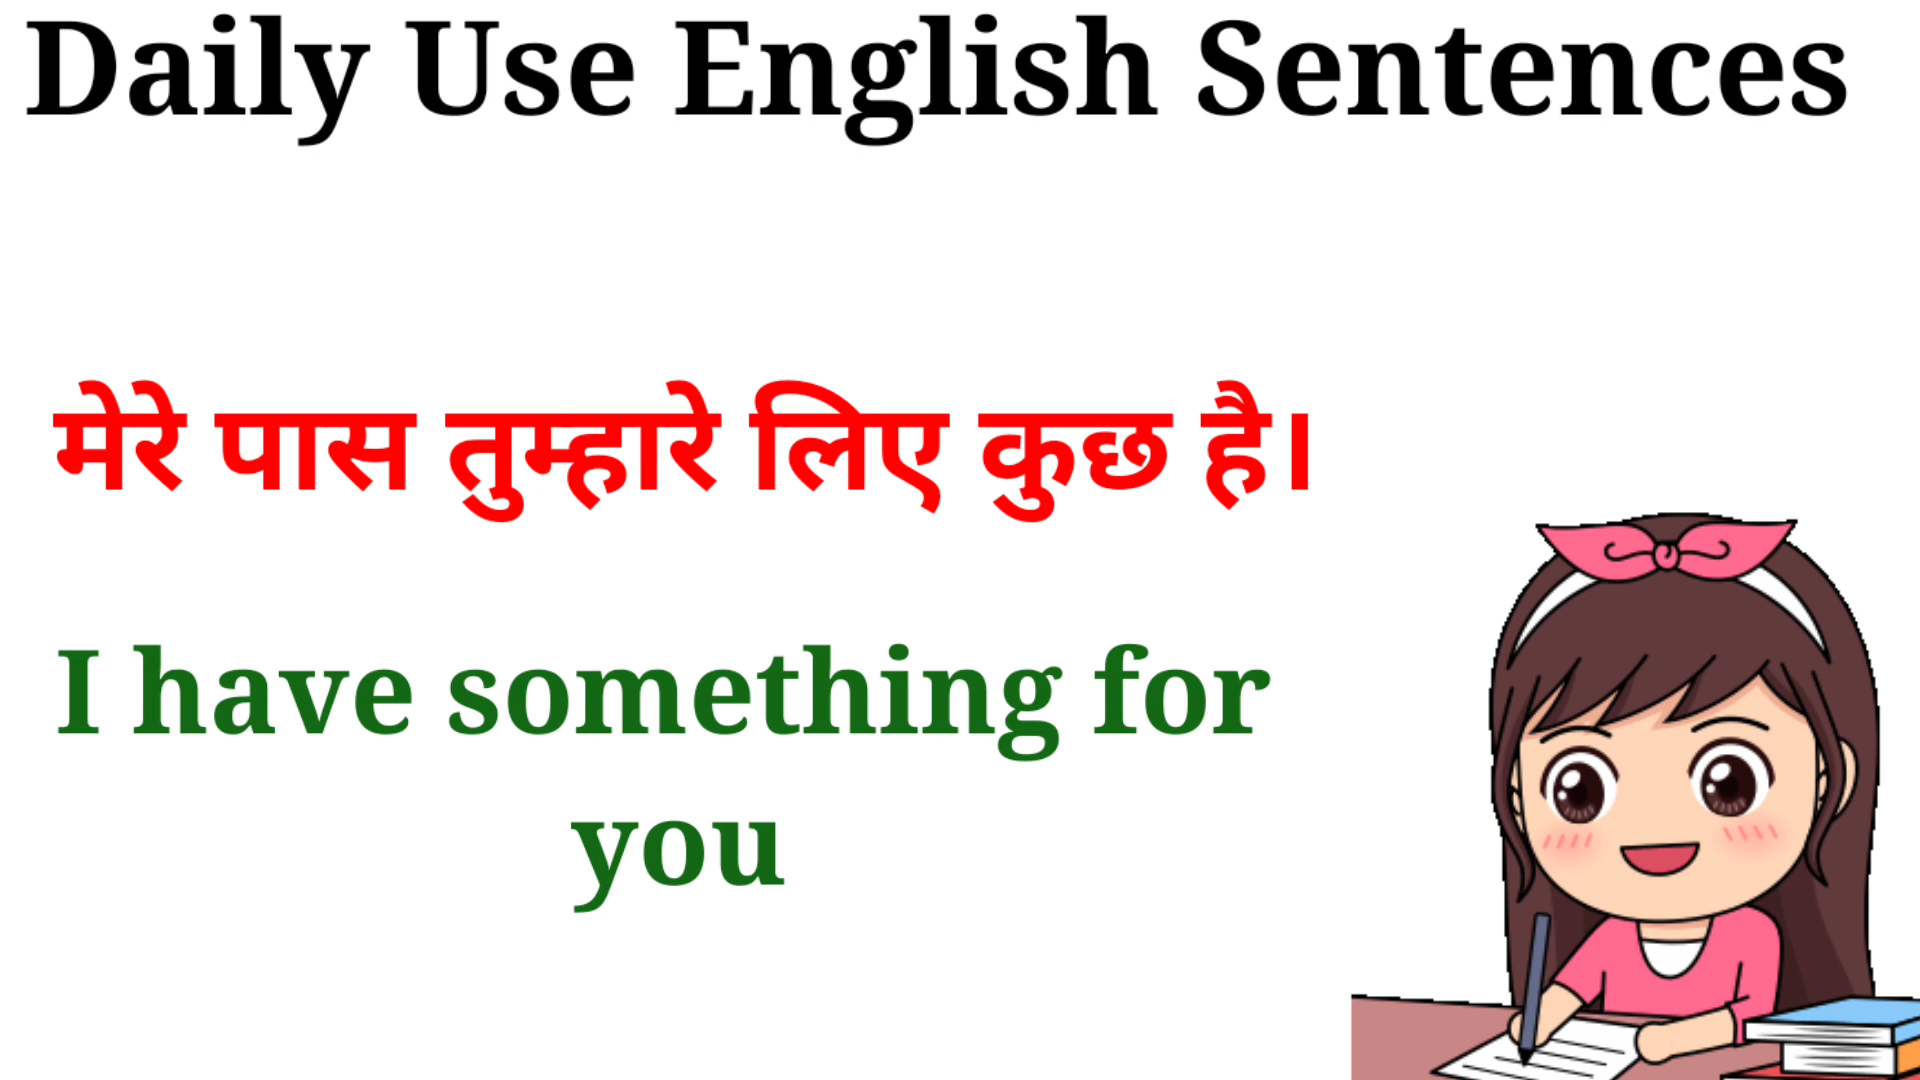 Daily Use English Sentences
मेरे पास तुम्हारे लिए कुछ है।
I have something for
you